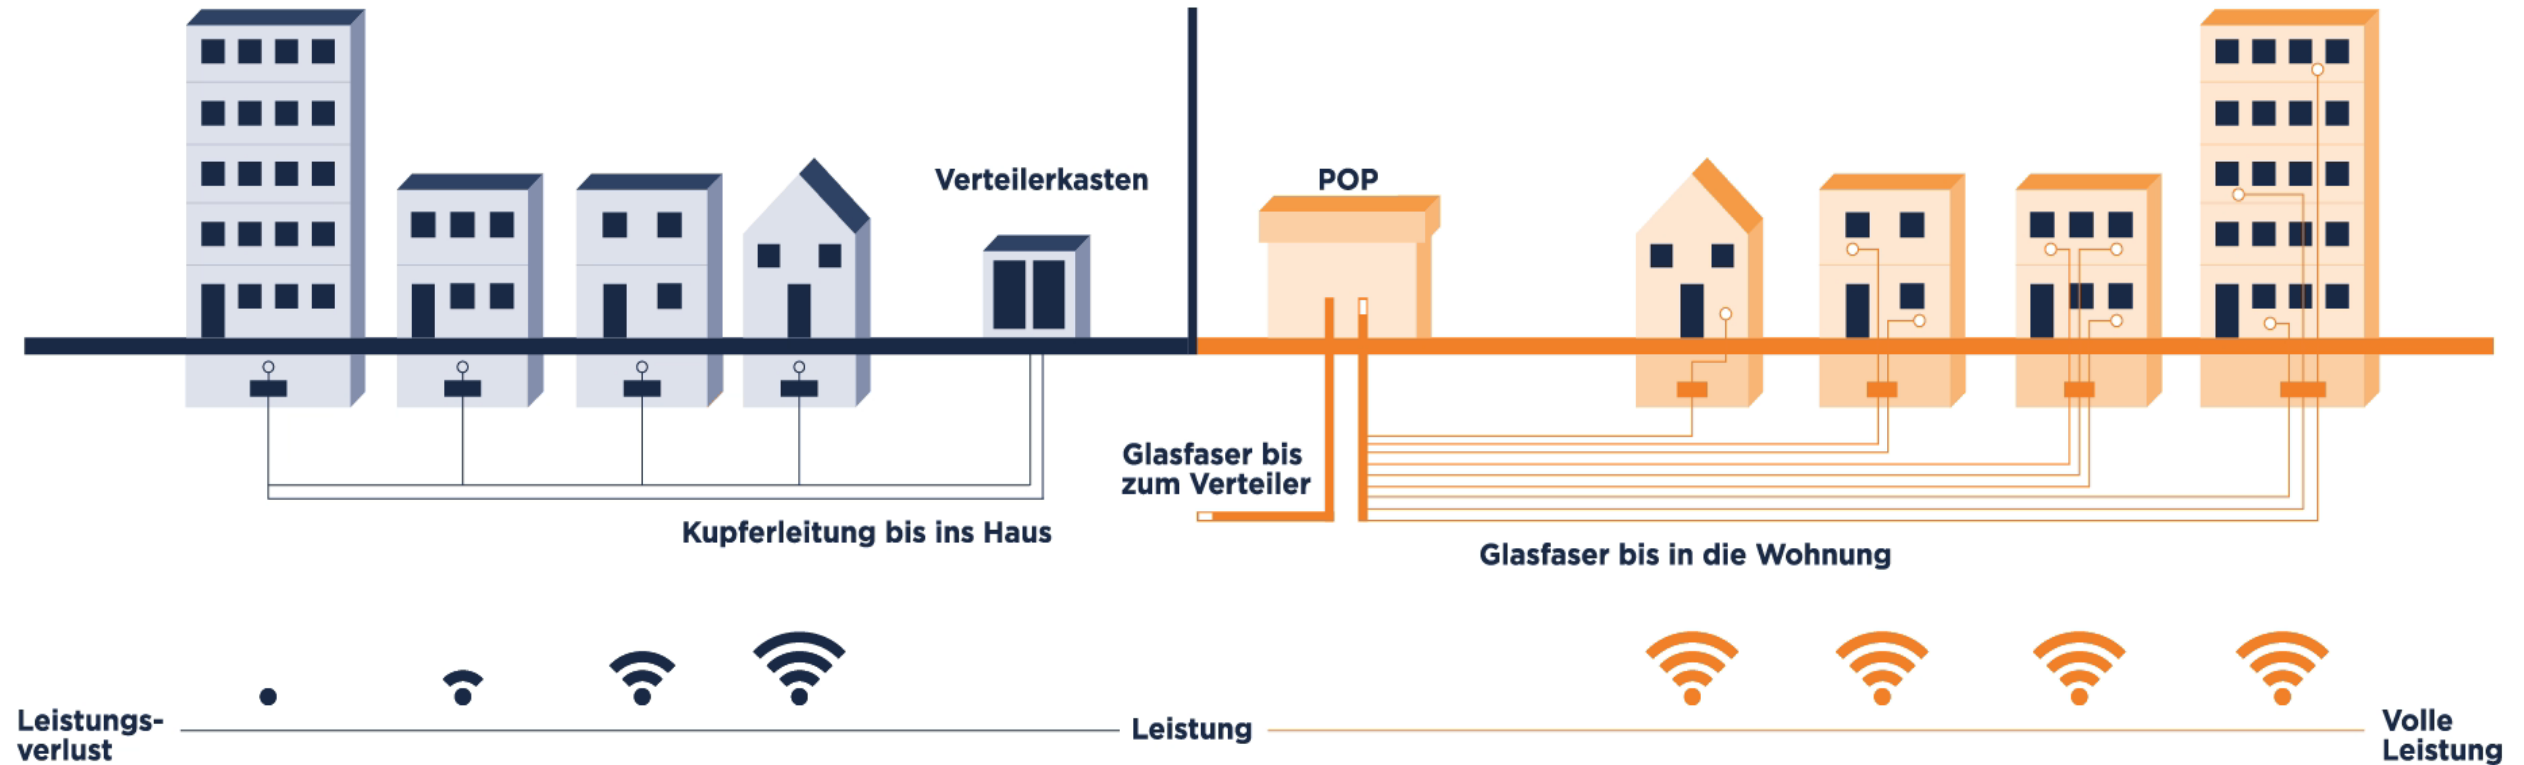 Verteilerkasten
POP
Glasfaser bis
zum Verteiler
Kupferleitung bis ins Haus
Glasfaser bis in die Wohnung
Leistungs-
verlust
Leistung
Volle
Leistung